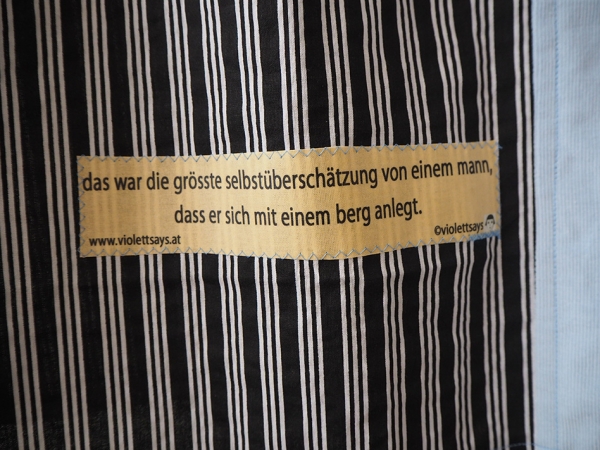 das war die grösste selbstüberschätzung von einem mann,
dass er sich mit einem berg anlegt.
www.violettsays.at
©violettsays